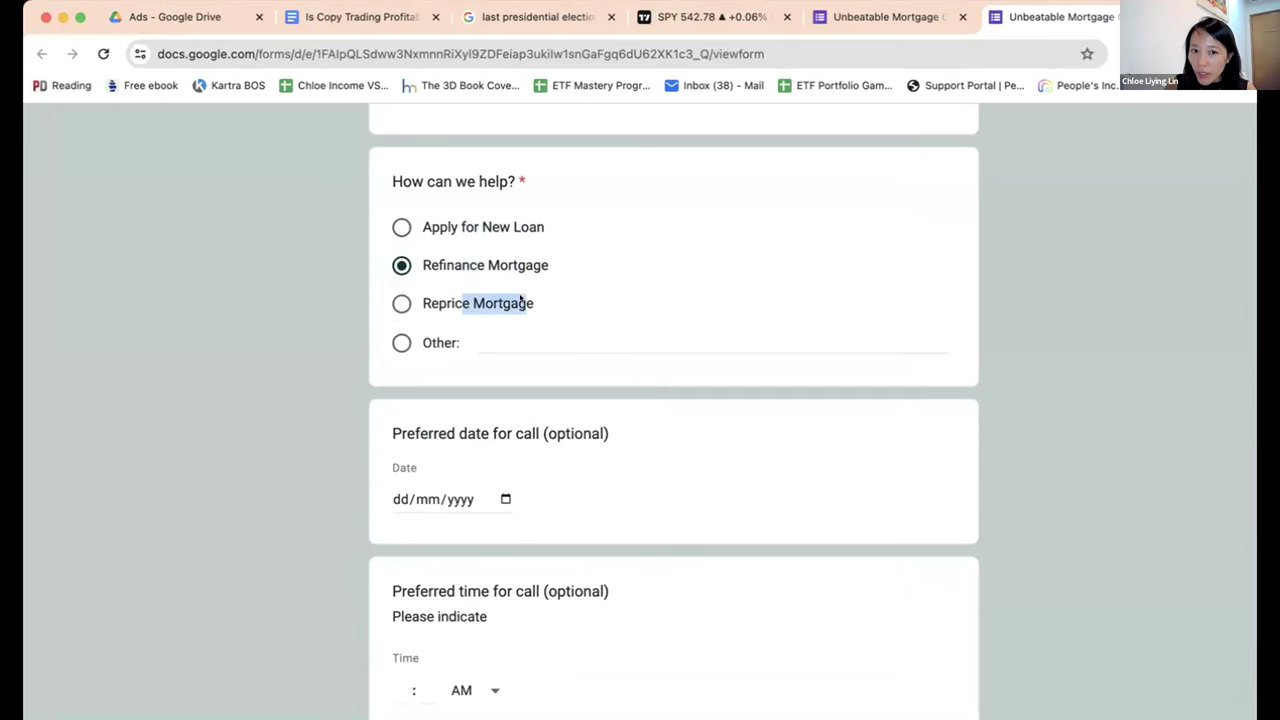 Ads - Google Drive
Is Copy Trading Profitab
last presidential electio
SPY 542.78 ▲ +0.06%
Unbeatable Mortgage C
Unbeatable Mortgage
docs.google.com/forms/d/e/1FAIpQLSdww3NxmnnRiXyl9ZDFeiap3ukilw1snGaFgq6dU62XK1c3_Q/viewform
Chloe Liying Lin
Reading
Free ebook
Kartra BOS
Chloe Income VS...
The 3D Book Cove...
ETF Mastery Progr...
Inbox (38) - Mail
ETF Portfolio Gam...
Support Portal | Pe...
People's Inc.
How can we help? *
Apply for New Loan
Refinance Mortgage
Reprice Mortgage
Other:
Preferred date for call (optional)
Date
dd/mm/yyyy
Preferred time for call (optional)
Please indicate
Time
: AM